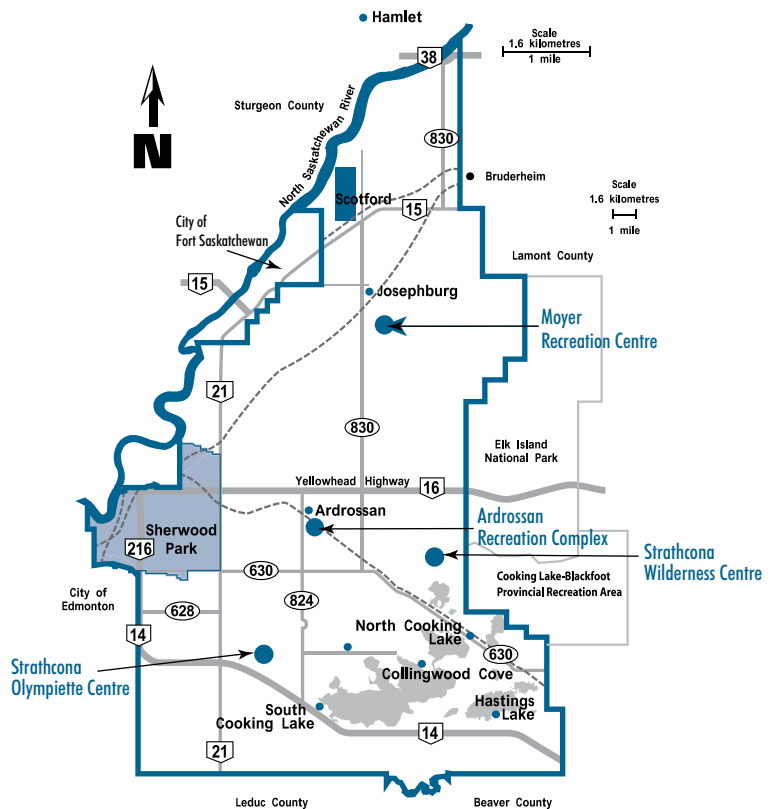 Hamlet
Scale
1.6 kilometres
1 mile
38
Sturgeon County
North Saskatchewan River
N
830
Bruderheim
Scale
1.6 kilometres
1 mile
Scotford
15
City of
Fort Saskatchewan
Lamont County
15
Josephburg
Moyer
Recreation Centre
21
830
Elk Island
National Park
Yellowhead Highway
16
Ardrossan
Sherwood
Park
Ardrossan
Recreation Complex
216
Strathcona
Wilderness Centre
630
City of
Edmonton
Cooking Lake-Blackfoot
Provincial Recreation Area
628
824
14
North Cooking
Lake
630
Strathcona
Olympiette Centre
Collingwood Cove
South
Cooking Lake
Hastings
Lake
14
21
Leduc County
Beaver County